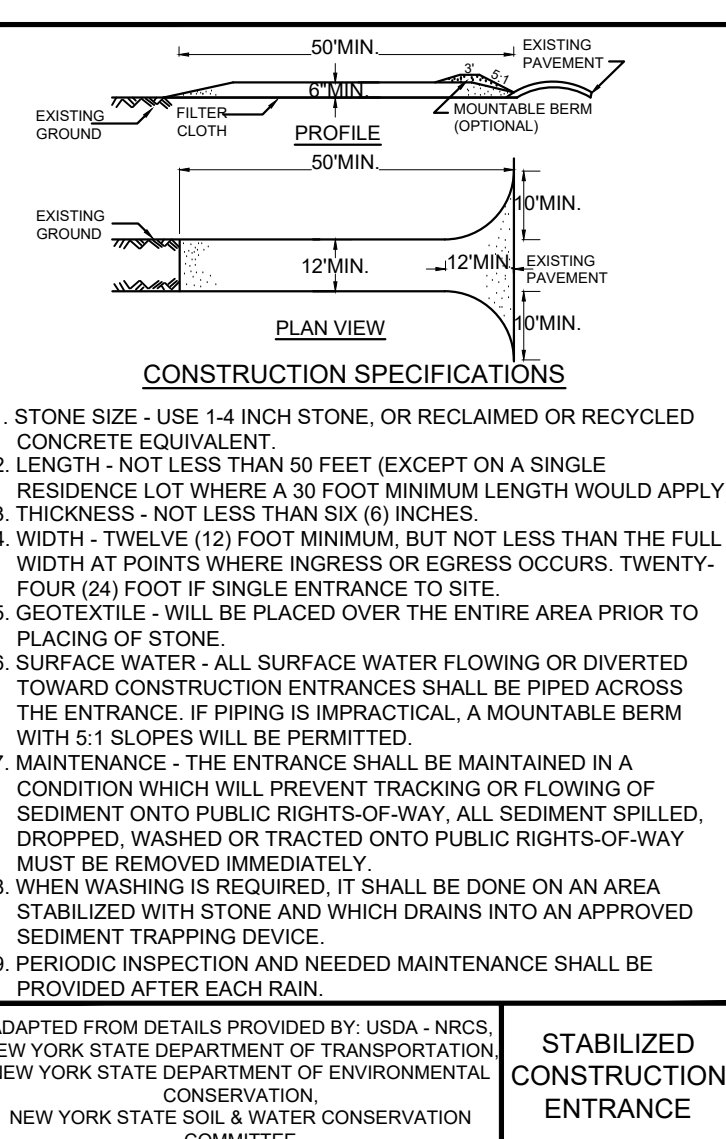 50'MIN.
EXISTING
PAVEMENT
3'
5:1
6"MIN.
EXISTING
GROUND
FILTER
CLOTH
MOUNTABLE BERM
(OPTIONAL)
PROFILE
50'MIN.
10'MIN.
EXISTING
GROUND
12'MIN.
12'MIN.
EXISTING
PAVEMENT
10'MIN.
PLAN VIEW
CONSTRUCTION SPECIFICATIONS
. STONE SIZE - USE 1-4 INCH STONE, OR RECLAIMED OR RECYCLED
CONCRETE EQUIVALENT.
2. LENGTH - NOT LESS THAN 50 FEET (EXCEPT ON A SINGLE
RESIDENCE LOT WHERE A 30 FOOT MINIMUM LENGTH WOULD APPLY
3. THICKNESS - NOT LESS THAN SIX (6) INCHES.
4. WIDTH - TWELVE (12) FOOT MINIMUM, BUT NOT LESS THAN THE FULL
WIDTH AT POINTS WHERE INGRESS OR EGRESS OCCURS. TWENTY-
FOUR (24) FOOT IF SINGLE ENTRANCE TO SITE.
5. GEOTEXTILE - WILL BE PLACED OVER THE ENTIRE AREA PRIOR TO
PLACING OF STONE.
6. SURFACE WATER - ALL SURFACE WATER FLOWING OR DIVERTED
TOWARD CONSTRUCTION ENTRANCES SHALL BE PIPED ACROSS
THE ENTRANCE. IF PIPING IS IMPRACTICAL, A MOUNTABLE BERM
WITH 5:1 SLOPES WILL BE PERMITTED.
7. MAINTENANCE - THE ENTRANCE SHALL BE MAINTAINED IN A
CONDITION WHICH WILL PREVENT TRACKING OR FLOWING OF
SEDIMENT ONTO PUBLIC RIGHTS-OF-WAY, ALL SEDIMENT SPILLED,
DROPPED, WASHED OR TRACTED ONTO PUBLIC RIGHTS-OF-WAY
MUST BE REMOVED IMMEDIATELY.
8. WHEN WASHING IS REQUIRED, IT SHALL BE DONE ON AN AREA
STABILIZED WITH STONE AND WHICH DRAINS INTO AN APPROVED
SEDIMENT TRAPPING DEVICE.
9. PERIODIC INSPECTION AND NEEDED MAINTENANCE SHALL BE
PROVIDED AFTER EACH RAIN.
ADAPTED FROM DETAILS PROVIDED BY: USDA - NRCS,
NEW YORK STATE DEPARTMENT OF TRANSPORTATION,
NEW YORK STATE DEPARTMENT OF ENVIRONMENTAL
CONSERVATION,
NEW YORK STATE SOIL & WATER CONSERVATION
COMMITTEE
STABILIZED
CONSTRUCTION
ENTRANCE